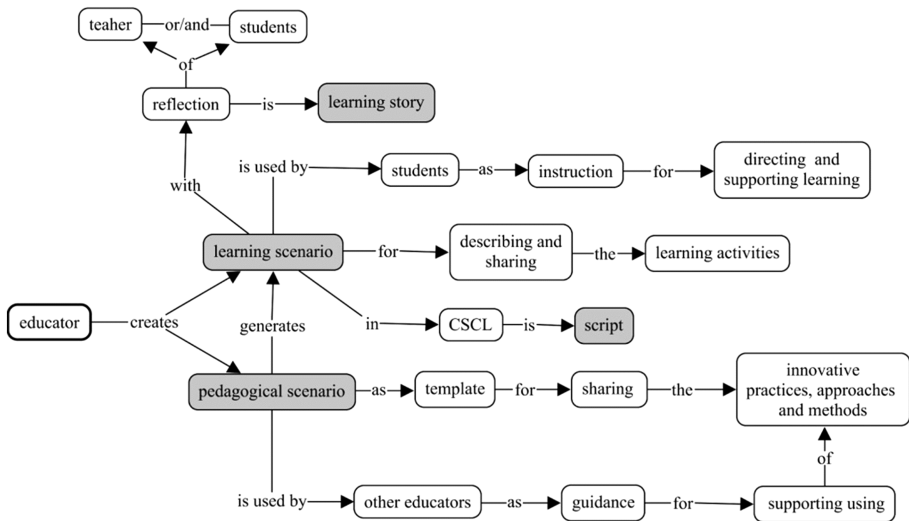 teaher or/and students
of
reflection is learning story
is used by students as instruction for directing and
supporting learning
with
learning scenario for describing and
sharing the learning activities
educator creates generates in CSCL is script
pedagogical scenario as template for sharing the innovative
practices, approaches
and methods
of
is used by other educators as guidance for supporting using